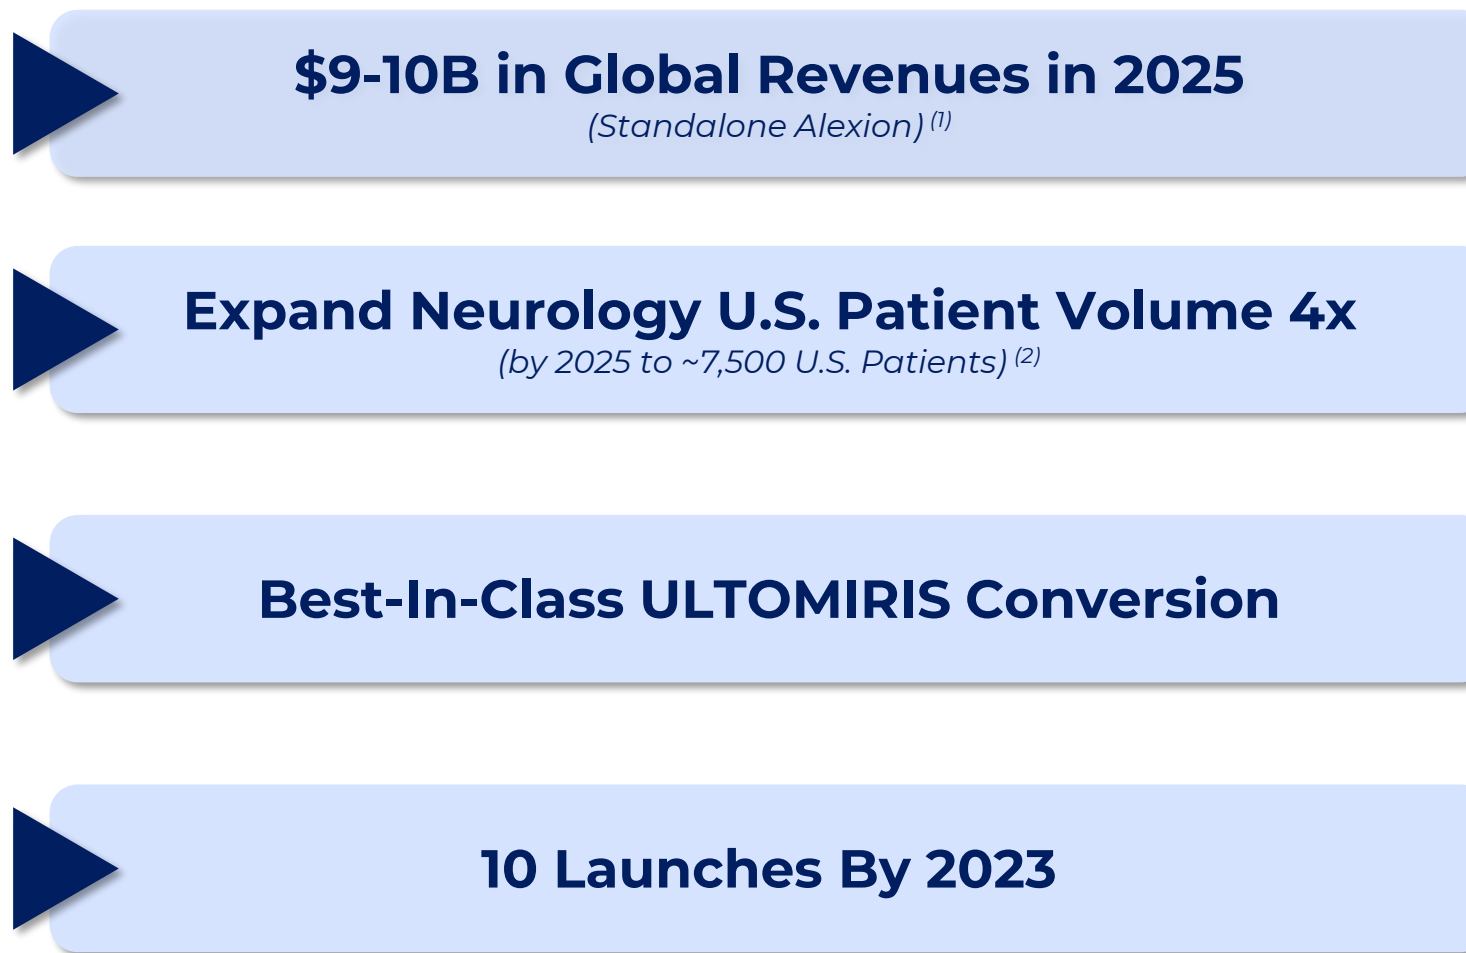 $9-10B in Global Revenues in 2025
(Standalone Alexion) (1)
Expand Neurology U.S. Patient Volume 4x
(by 2025 to ~7,500 U.S. Patients) (2)
Best-In-Class ULTOMIRIS Conversion
10 Launches By 2023